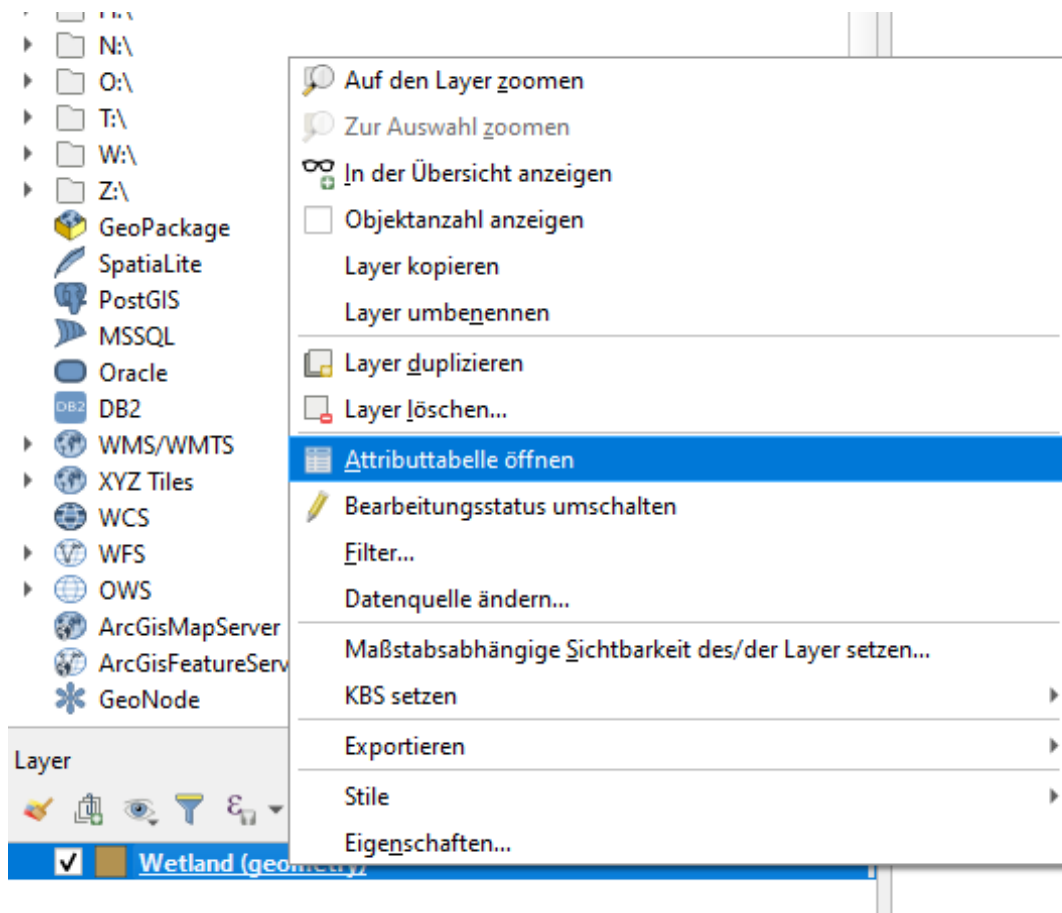 N:\
O:\
T:\
W:\
Z:\
GeoPackage
SpatiaLite
PostGIS
MSSQL
Oracle
DB2
DB2
WMS/WMTS
XYZ Tiles
WCS
WFS
OWS
ArcGisMapServer
ArcGisFeatureServ
GeoNode
Layer
Wetland (geometry)
Auf den Layer zoomen
Zur Auswahl zoomen
In der Übersicht anzeigen
Objektanzahl anzeigen
Layer kopieren
Layer umbenennen
Layer duplizieren
Layer löschen...
Attributtabelle öffnen
Bearbeitungsstatus umschalten
Filter...
Datenquelle ändern...
Maßstabsabhängige Sichtbarkeit des/der Layer setzen...
KBS setzen
Exportieren
Stile
Eigenschaften...